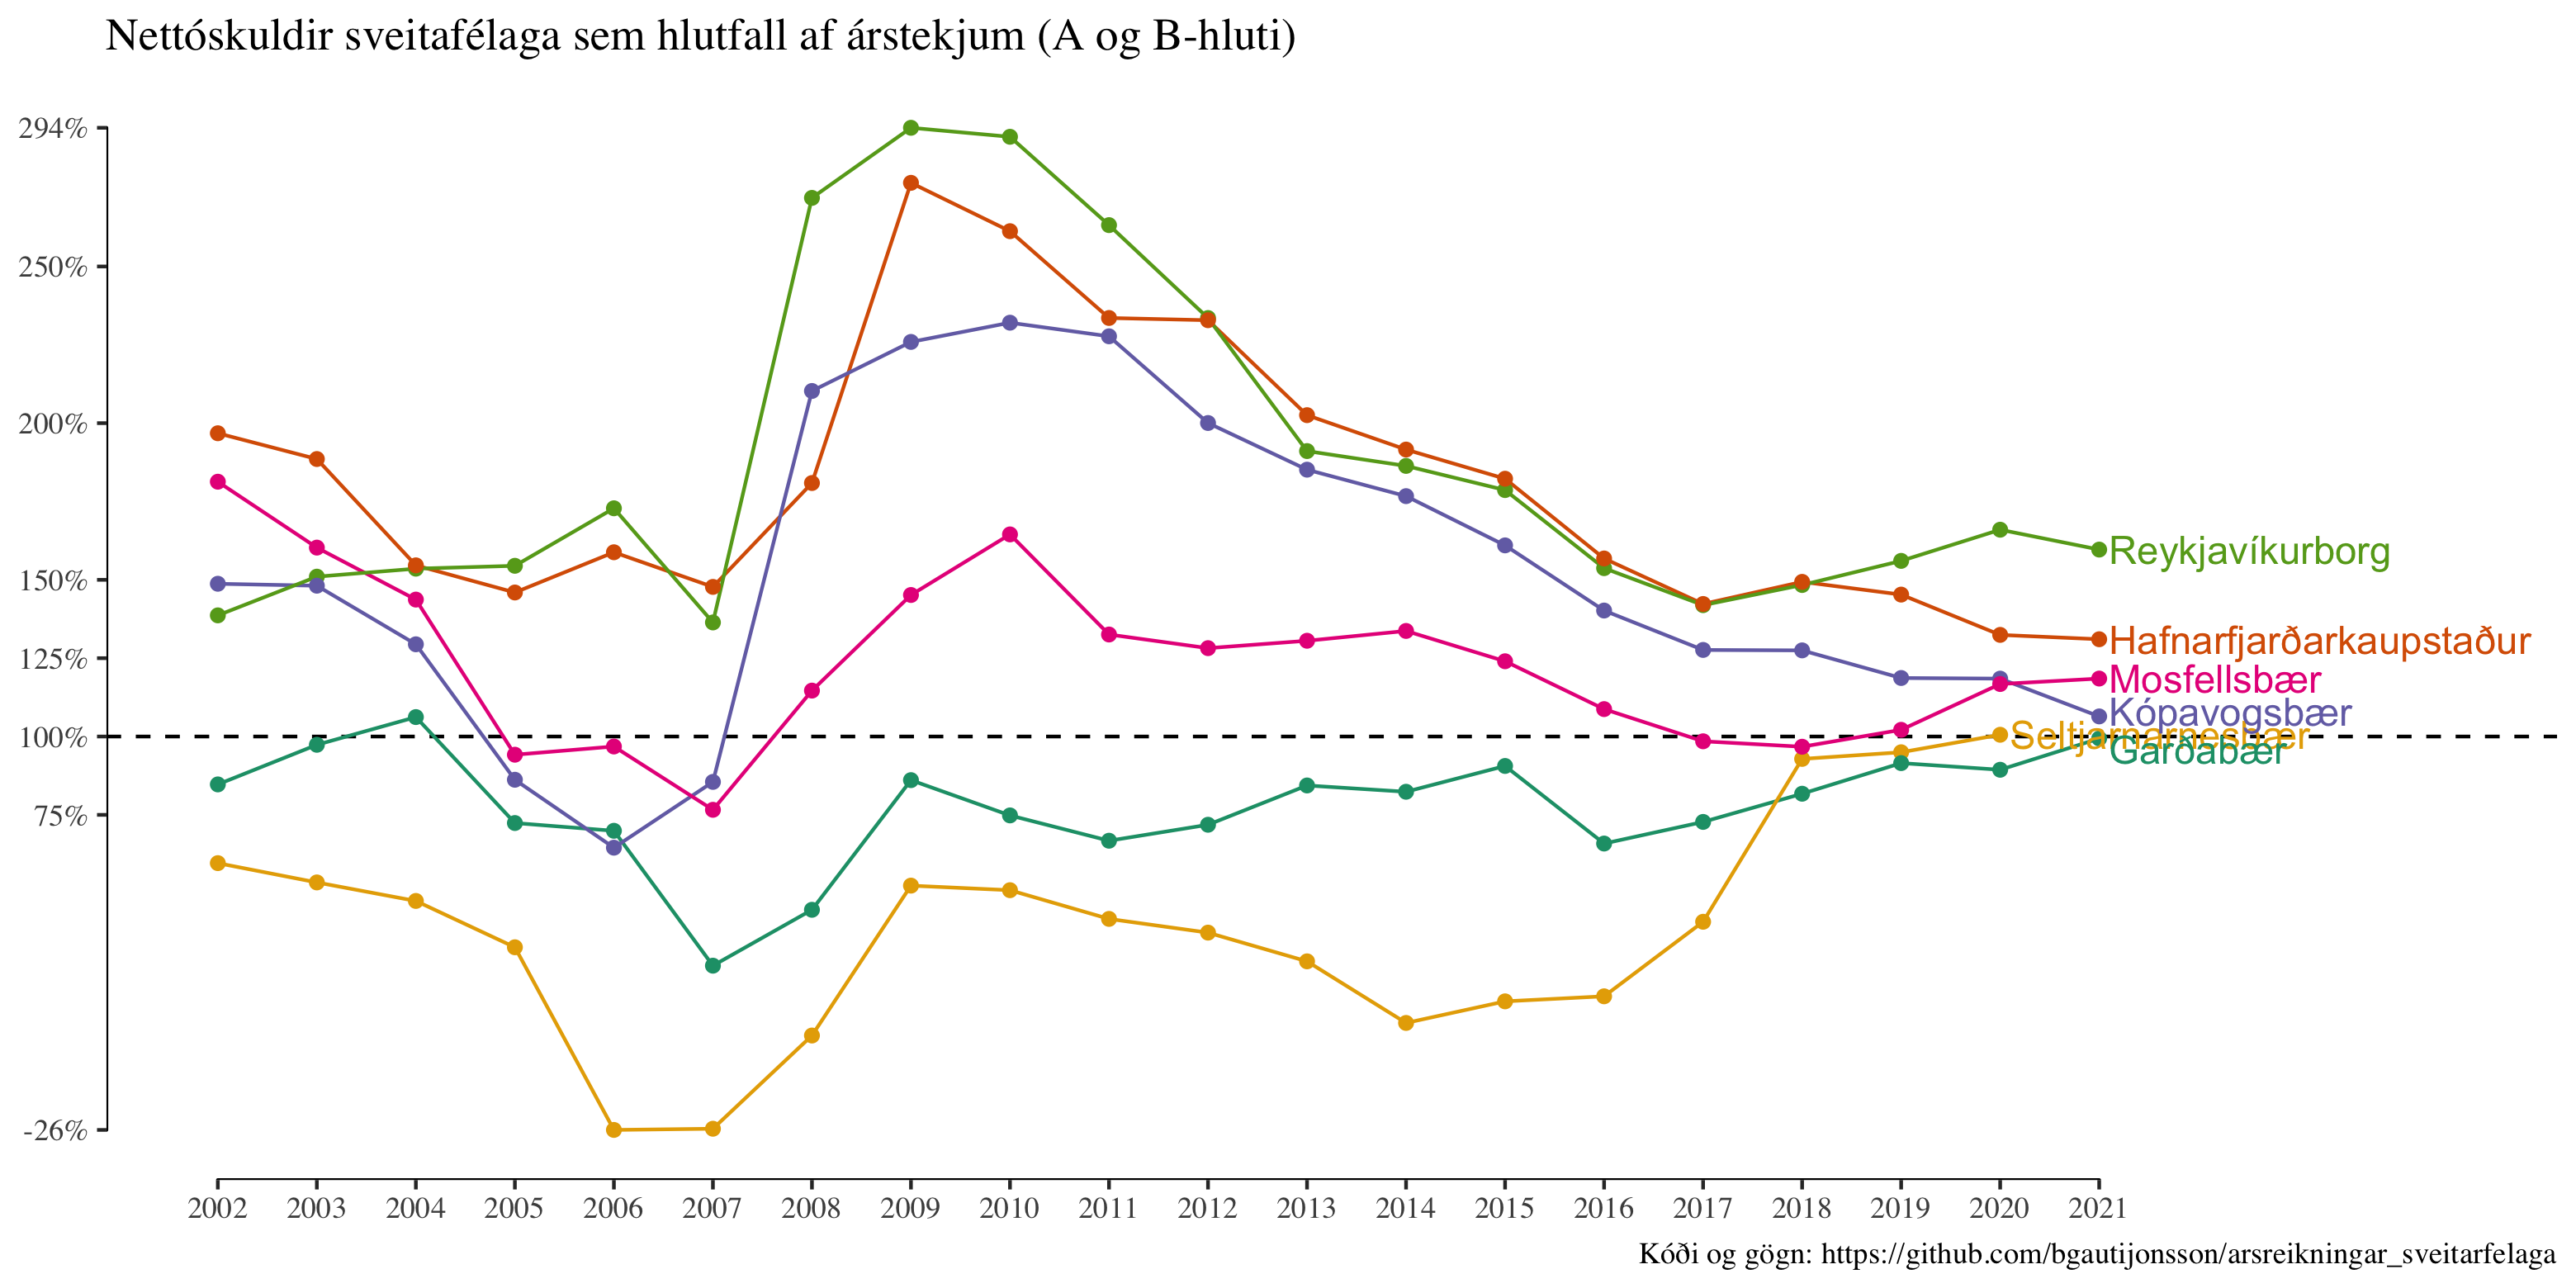 Nettóskuldir sveitafélaga sem hlutfall af árstekjum (A og B-hluti)
294%
250%
200%
150%
125%
100%
75%
-26%
Reykjavíkurborg
Hafnarfjarðarkaupstaður
Mosfellsbær
Kópavogsbær
Seltjarnarnesbær
Garðabær
2002 2003 2004 2005 2006 2007 2008 2009 2010 2011 2012 2013 2014 2015 2016 2017 2018 2019 2020 2021
Kóði og gögn: https://github.com/bgautijonsson/arsreikningar_sveitarfelaga